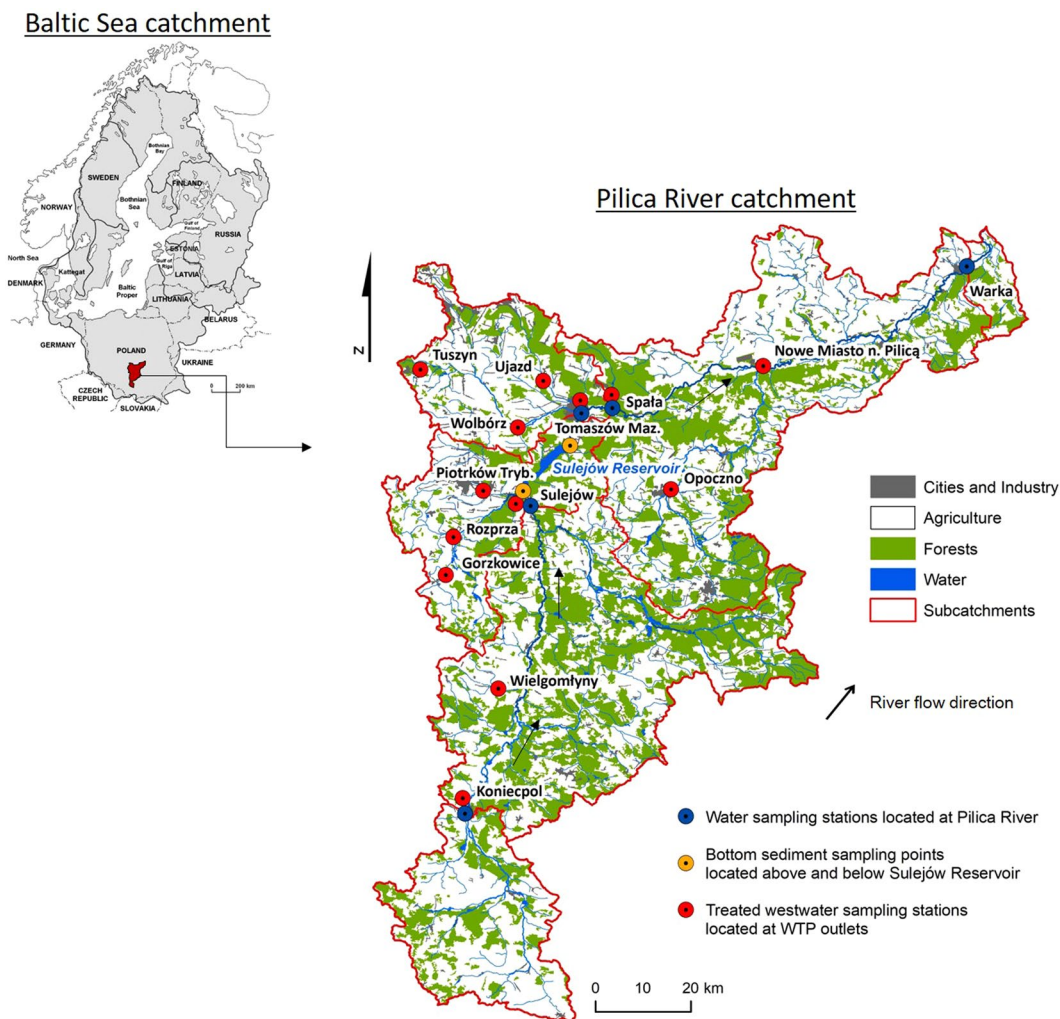 Baltic Sea catchment
Bothnian
Bay
SWEDEN
FINLAND
NORWAY
Bothnian
Sea
Gulf of
Finland
RUSSIA
ESTONIA
North Sea
Gulf of
Riga
Kattegat
LATVIA
DENMARK
Baltic
Proper
LITHUANIA
BELARUS
GERMANY
POLAND
UKRAINE
CZECH
REPUBLIC
0 200 km
SLOVAKIA
Pilica River catchment
N
Warka
Tuszyn
Ujazd
Nowe Miasto n. Pilicą
Spała
Wolbórz
Tomaszów Maz.
Sulejów Reservoir
Piotrków Tryb.
Opoczno
Sulejów
Rozprza
Gorzkowice
Wielgomłyny
Koniecpol
Cities and Industry
Agriculture
Forests
Water
Subcatchments
River flow direction
Water sampling stations located at Pilica River
Bottom sediment sampling points
located above and below Sulejów Reservoir
Treated westwater sampling stations
located at WTP outlets
0 10 20 km